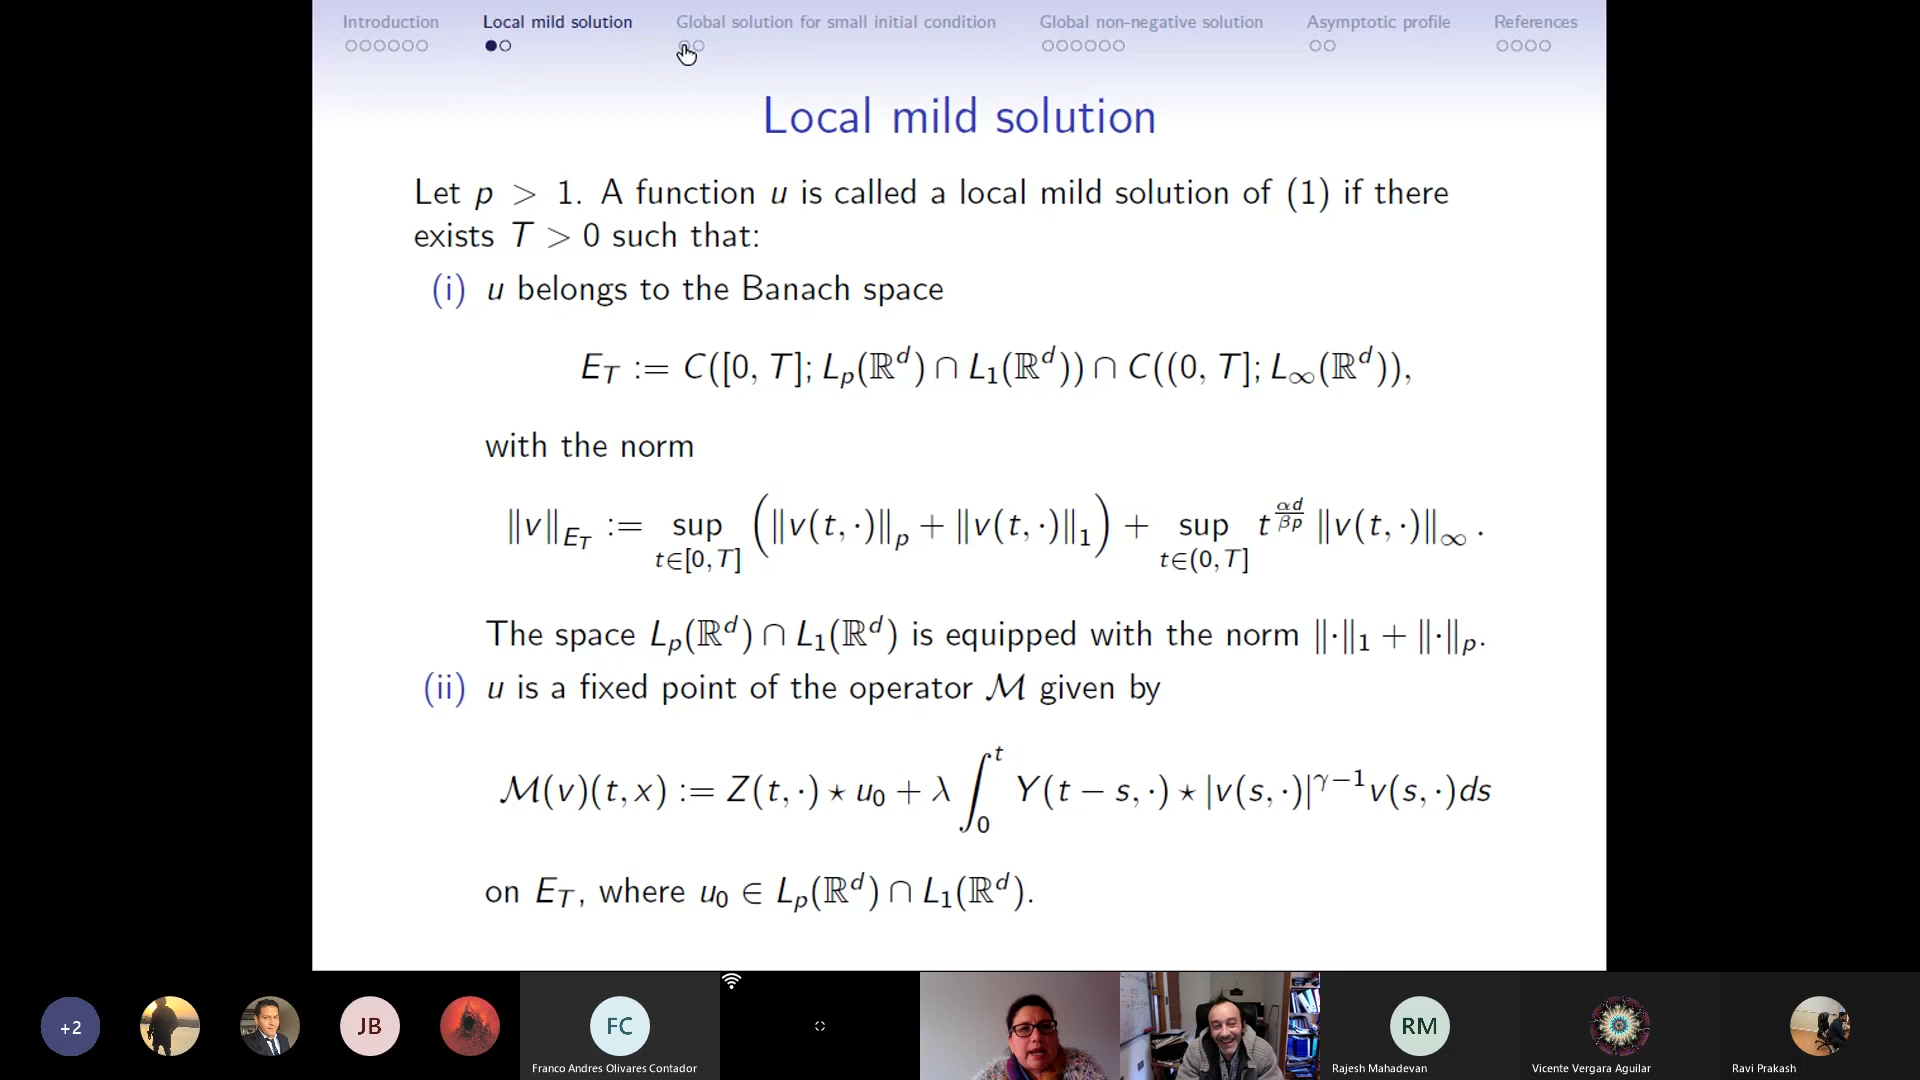 Introduction Local mild solution Global solution for small initial condition Global non-negative solution Asymptotic profile References
Local mild solution
Let p > 1. A function u is called a local mild solution of (1) if there
exists T > 0 such that:
(i) u belongs to the Banach space
E_T := C([0, T]; L_p(ℝ^d) ∩ L_1(ℝ^d)) ∩ C((0, T]; L_∞(ℝ^d)),
with the norm
‖v‖_{E_T} := sup_{t∈[0,T]} (‖v(t, ·)‖_p + ‖v(t, ·)‖_1) + sup_{t∈(0,T]} t^{αd/βp} ‖v(t, ·)‖_∞ .
The space L_p(ℝ^d) ∩ L_1(ℝ^d) is equipped with the norm ‖·‖_1 + ‖·‖_p.
(ii) u is a fixed point of the operator ℳ given by
ℳ(v)(t, x) := Z(t, ·) ⋆ u_0 + λ ∫_0^t Y(t − s, ·) ⋆ |v(s, ·)|^{γ−1} v(s, ·)ds
on E_T, where u_0 ∈ L_p(ℝ^d) ∩ L_1(ℝ^d).
+2 JB FC RM
Franco Andres Olivares Contador Rajesh Mahadevan Vicente Vergara Aguilar Ravi Prakash